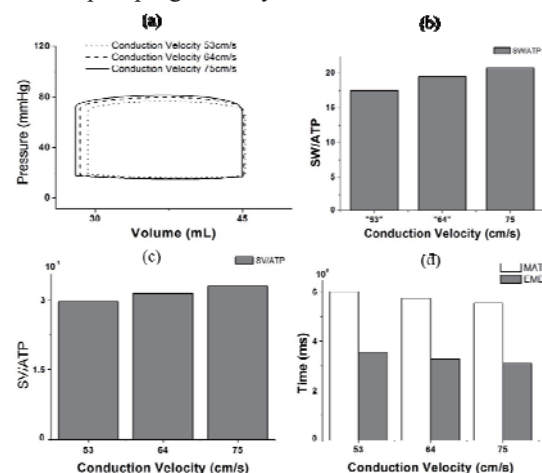 (a)
Conduction Velocity 53cm/s
Conduction Velocity 64cm/s
Conduction Velocity 75cm/s
120
80
40
0
Pressure (mmHg)
30
45
Volume (mL)
(b)
SW/ATP
20
15
10
5
0
SW/ATP
"53"
"64"
75
Conduction Velocity (cm/s)
(c)
SV/ATP
3
1.5
0
SV/ATP
53
64
75
Conduction Velocity (cm/s)
(d)
MAT
EMD
6
4
2
0
Time (ms)
53
64
75
Conduction Velocity (cm/s)